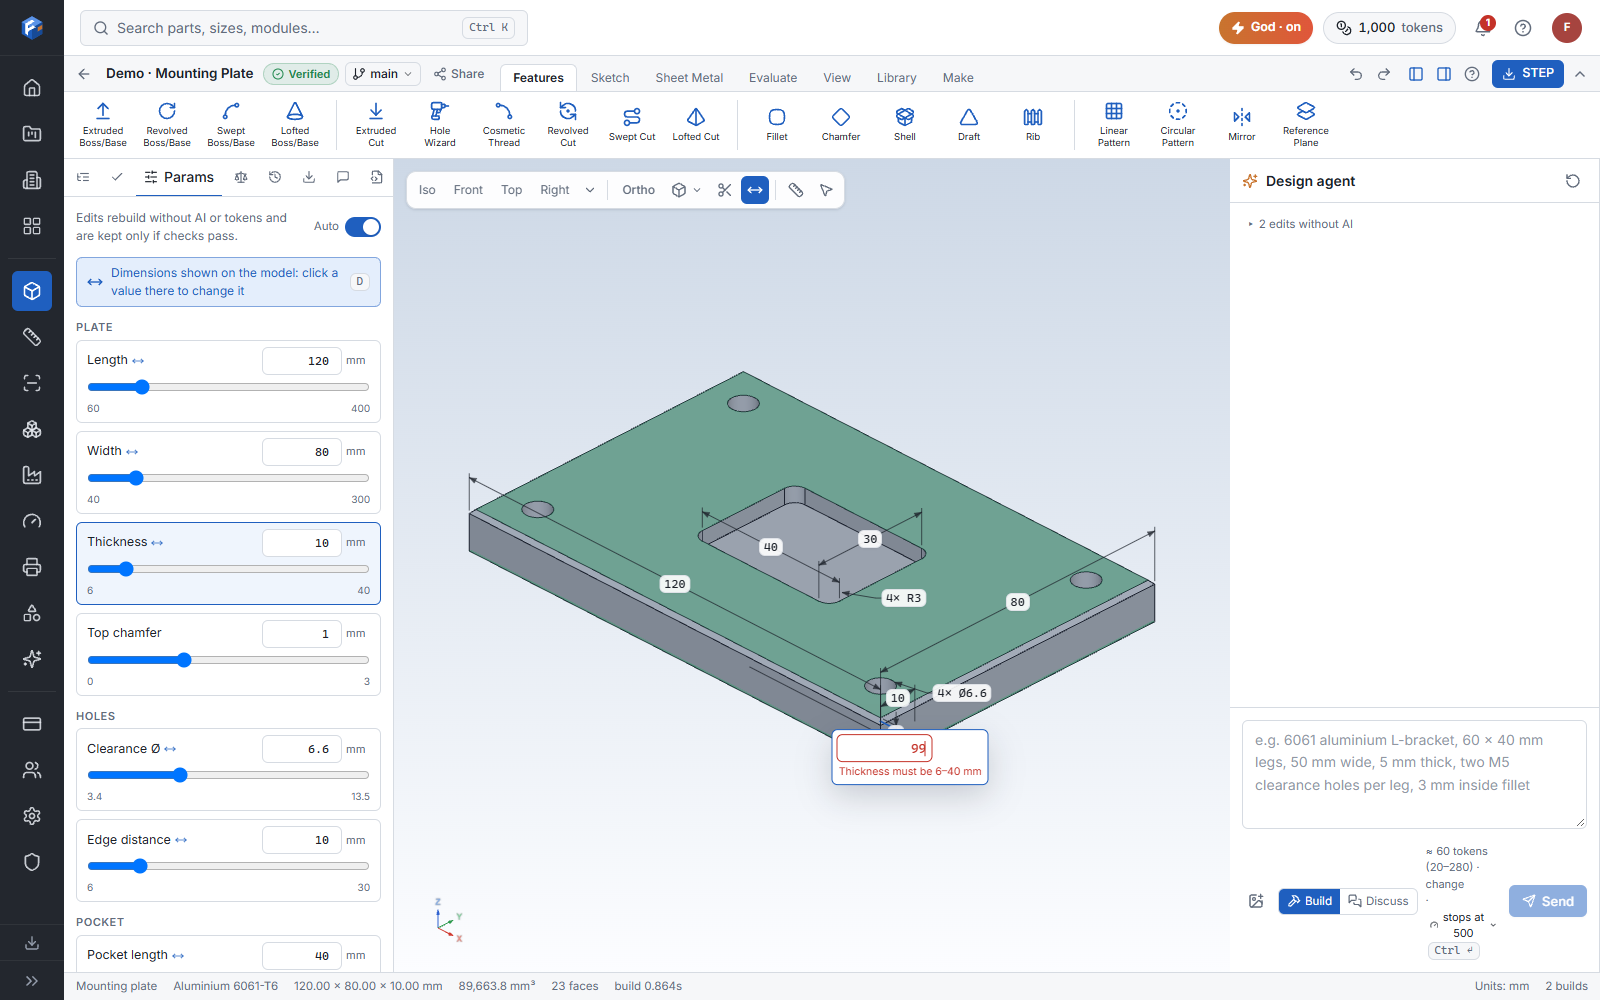 Search parts, sizes, modules...
Ctrl K
God · on
1,000 tokens
1
F
Demo · Mounting Plate
Verified
main
Share
Features
Sketch
Sheet Metal
Evaluate
View
Library
Make
STEP
Extruded Boss/Base
Revolved Boss/Base
Swept Boss/Base
Lofted Boss/Base
Extruded Cut
Hole Wizard
Cosmetic Thread
Revolved Cut
Swept Cut
Lofted Cut
Fillet
Chamfer
Shell
Draft
Rib
Linear Pattern
Circular Pattern
Mirror
Reference Plane
Params
Edits rebuild without AI or tokens and
are kept only if checks pass.
Auto
Dimensions shown on the model: click a
value there to change it
D
PLATE
Length
120 mm
60
400
Width
80 mm
40
300
Thickness
10 mm
6
40
Top chamfer
1 mm
0
3
HOLES
Clearance Ø
6.6 mm
3.4
13.5
Edge distance
10 mm
6
30
POCKET
Pocket length
40 mm
Iso
Front
Top
Right
Ortho
40
30
120
4× R3
80
10
4× Ø6.6
99
Thickness must be 6–40 mm
Z
Y
X
Design agent
2 edits without AI
e.g. 6061 aluminium L-bracket, 60 × 40 mm
legs, 50 mm wide, 5 mm thick, two M5
clearance holes per leg, 3 mm inside fillet
Build
Discuss
≈ 60 tokens
(20–280) ·
change
·
stops at
500
Ctrl ⏎
Send
Mounting plate
Aluminium 6061-T6
120.00 × 80.00 × 10.00 mm
89,663.8 mm³
23 faces
build 0.864s
Units: mm
2 builds